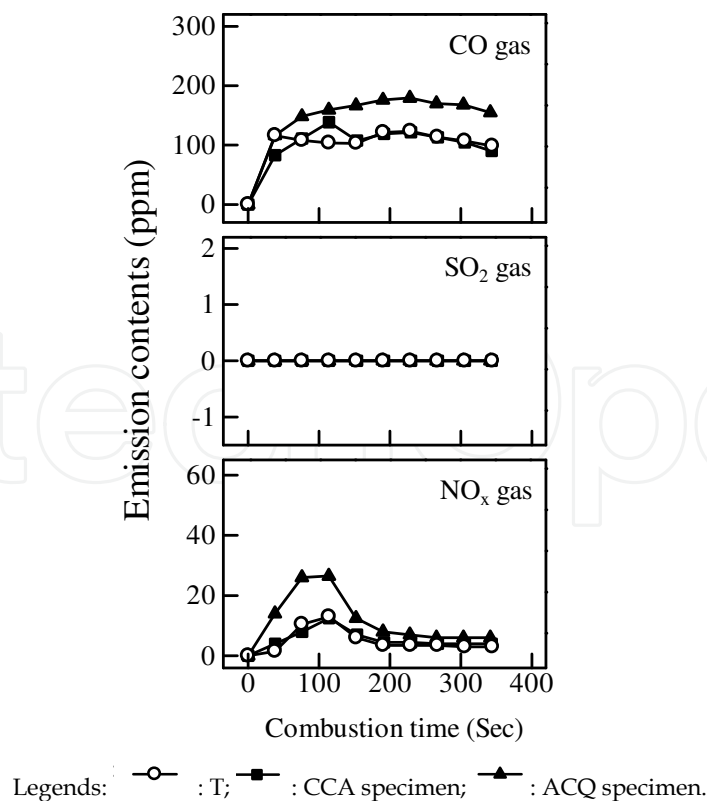 300
CO gas
200
100
0
2
SO₂ gas
1
0
-1
60
NOₓ gas
40
20
0
0 100 200 300 400
Emission contents (ppm)
Combustion time (Sec)
Legends: : T; : CCA specimen; : ACQ specimen.